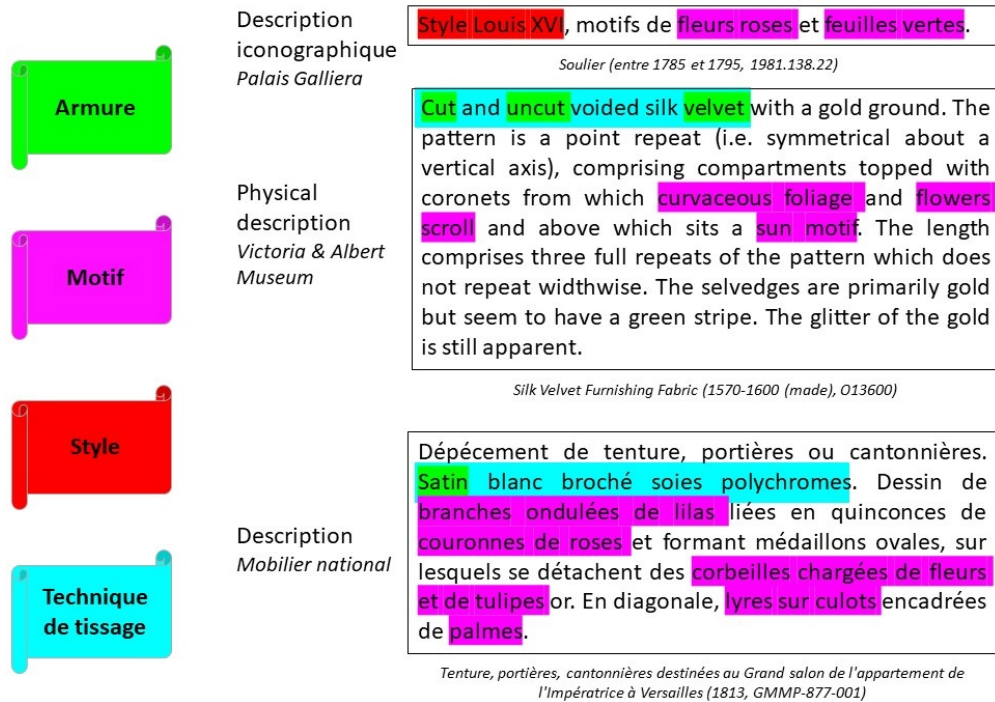 Armure
Motif
Style
Technique
de tissage
Description
iconographique
Palais Galliera
Style Louis XVI, motifs de fleurs roses et feuilles vertes.
Soulier (entre 1785 et 1795, 1981.138.22)
Physical
description
Victoria & Albert
Museum
Cut and uncut voided silk velvet with a gold ground. The
pattern is a point repeat (i.e. symmetrical about a
vertical axis), comprising compartments topped with
coronets from which curvaceous foliage and flowers
scroll and above which sits a sun motif. The length
comprises three full repeats of the pattern which does
not repeat widthwise. The selvedges are primarily gold
but seem to have a green stripe. The glitter of the gold
is still apparent.
Silk Velvet Furnishing Fabric (1570-1600 (made), O13600)
Description
Mobilier national
Dépécement de tenture, portières ou cantonnières.
Satin blanc broché soies polychromes. Dessin de
branches ondulées de lilas liées en quinconces de
couronnes de roses et formant médaillons ovales, sur
lesquels se détachent des corbeilles chargées de fleurs
et de tulipes or. En diagonale, lyres sur culots encadrées
de palmes.
Tenture, portières, cantonnières destinées au Grand salon de l'appartement de
l'Impératrice à Versailles (1813, GMMP-877-001)